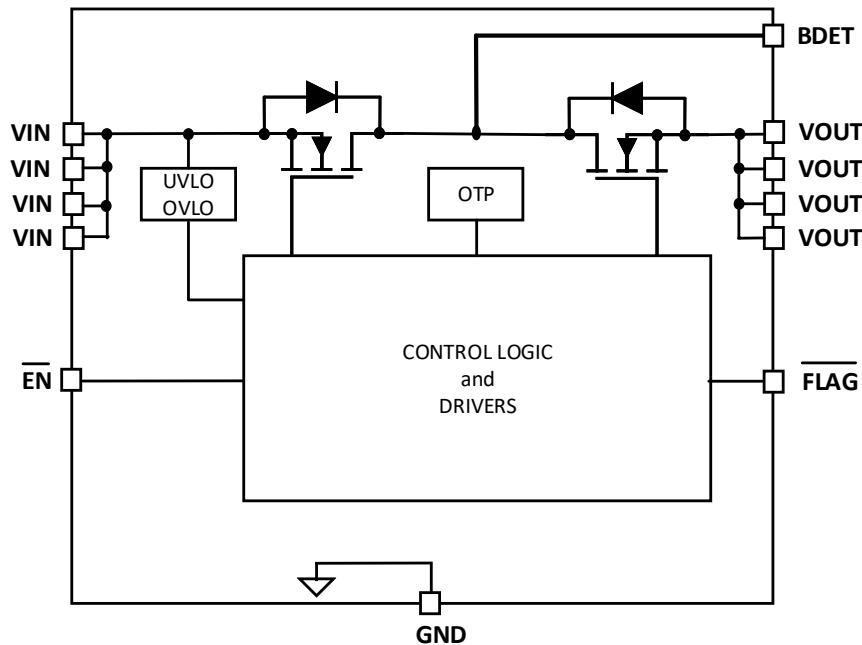 BDET
VIN
VOUT
VIN
VOUT
VIN
VOUT
VIN
VOUT
UVLO
OVLO
OTP
CONTROL LOGIC
and
DRIVERS
EN
FLAG
GND